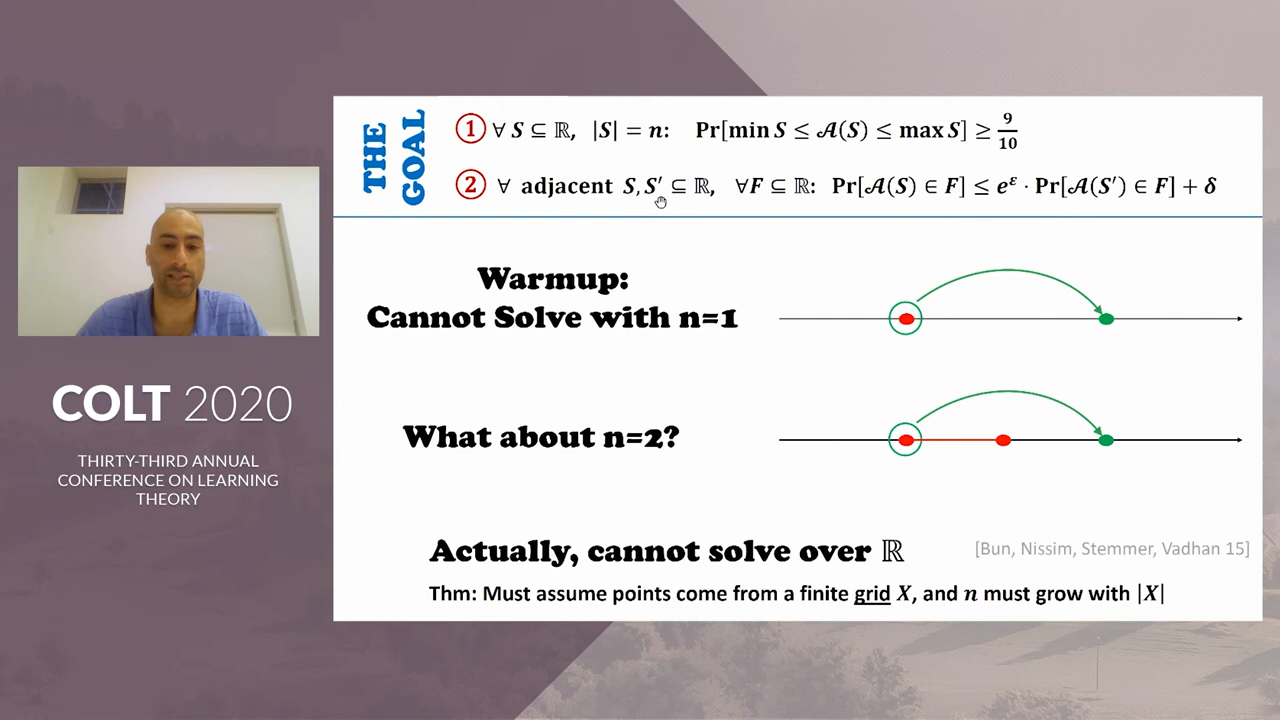 COLT 2020
THIRTY-THIRD ANNUAL
CONFERENCE ON LEARNING
THEORY
THE
GOAL
① ∀ S ⊆ ℝ, |S| = n: Pr[min S ≤ 𝒜(S) ≤ max S] ≥ 9/10
② ∀ adjacent S, S′ ⊆ ℝ, ∀F ⊆ ℝ: Pr[𝒜(S) ∈ F] ≤ e^ε · Pr[𝒜(S′) ∈ F] + δ
Warmup:
Cannot Solve with n=1
What about n=2?
Actually, cannot solve over ℝ
[Bun, Nissim, Stemmer, Vadhan 15]
Thm: Must assume points come from a finite grid X, and n must grow with |X|